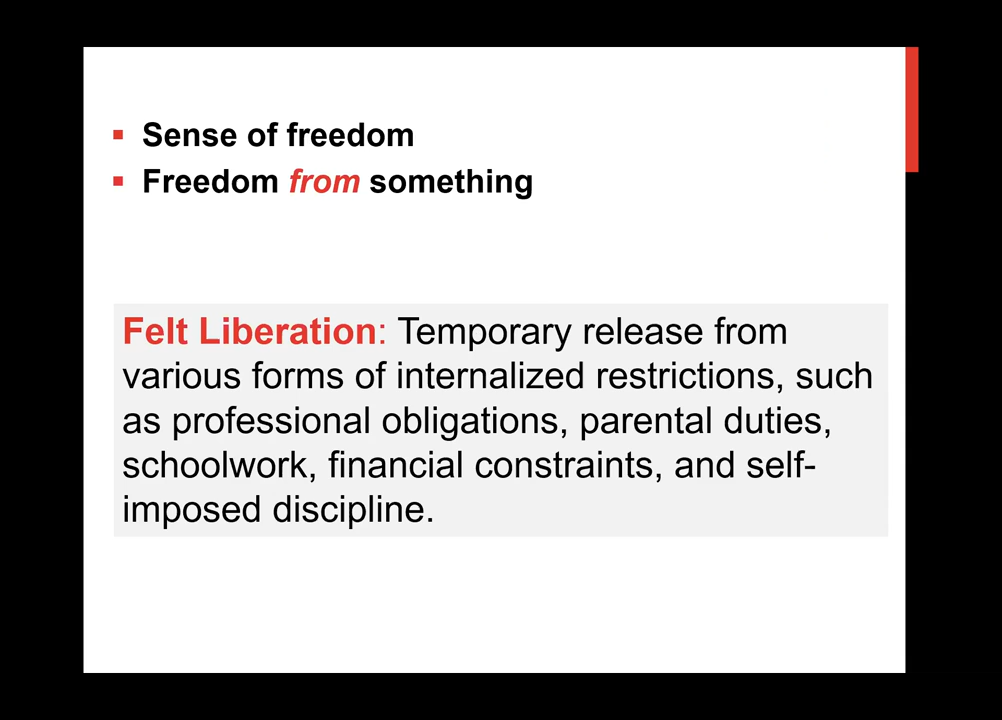 Sense of freedom
Freedom from something
Felt Liberation: Temporary release from
various forms of internalized restrictions, such
as professional obligations, parental duties,
schoolwork, financial constraints, and self-
imposed discipline.